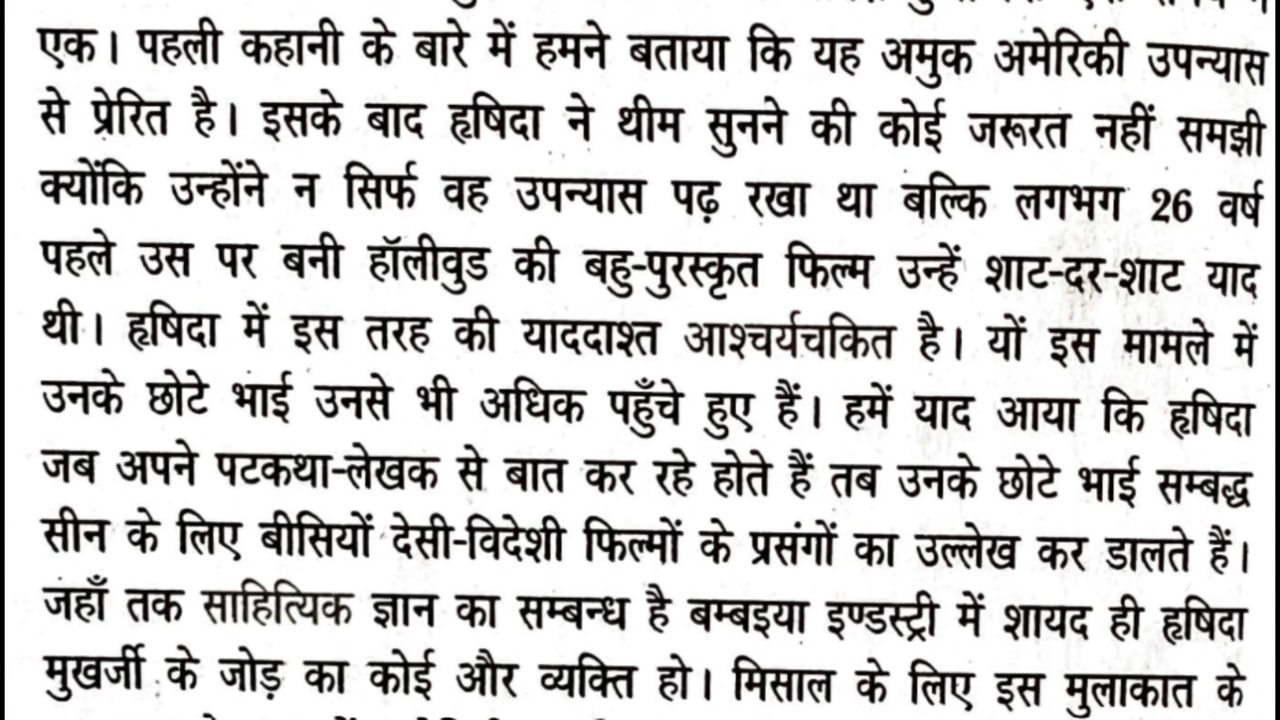 एक। पहली कहानी के बारे में हमने बताया कि यह अमुक अमेरिकी उपन्यास
से प्रेरित है। इसके बाद हृषिदा ने थीम सुनने की कोई जरूरत नहीं समझी
क्योंकि उन्होंने न सिर्फ वह उपन्यास पढ़ रखा था बल्कि लगभग 26 वर्ष
पहले उस पर बनी हॉलीवुड की बहु-पुरस्कृत फिल्म उन्हें शाट-दर-शाट याद
थी। हृषिदा में इस तरह की याददाश्त आश्चर्यचकित है। यों इस मामले में
उनके छोटे भाई उनसे भी अधिक पहुँचे हुए हैं। हमें याद आया कि हृषिदा
जब अपने पटकथा-लेखक से बात कर रहे होते हैं तब उनके छोटे भाई सम्बद्ध
सीन के लिए बीसियों देसी-विदेशी फिल्मों के प्रसंगों का उल्लेख कर डालते हैं।
जहाँ तक साहित्यिक ज्ञान का सम्बन्ध है बम्बइया इण्डस्ट्री में शायद ही हृषिदा
मुखर्जी के जोड़ का कोई और व्यक्ति हो। मिसाल के लिए इस मुलाकात के